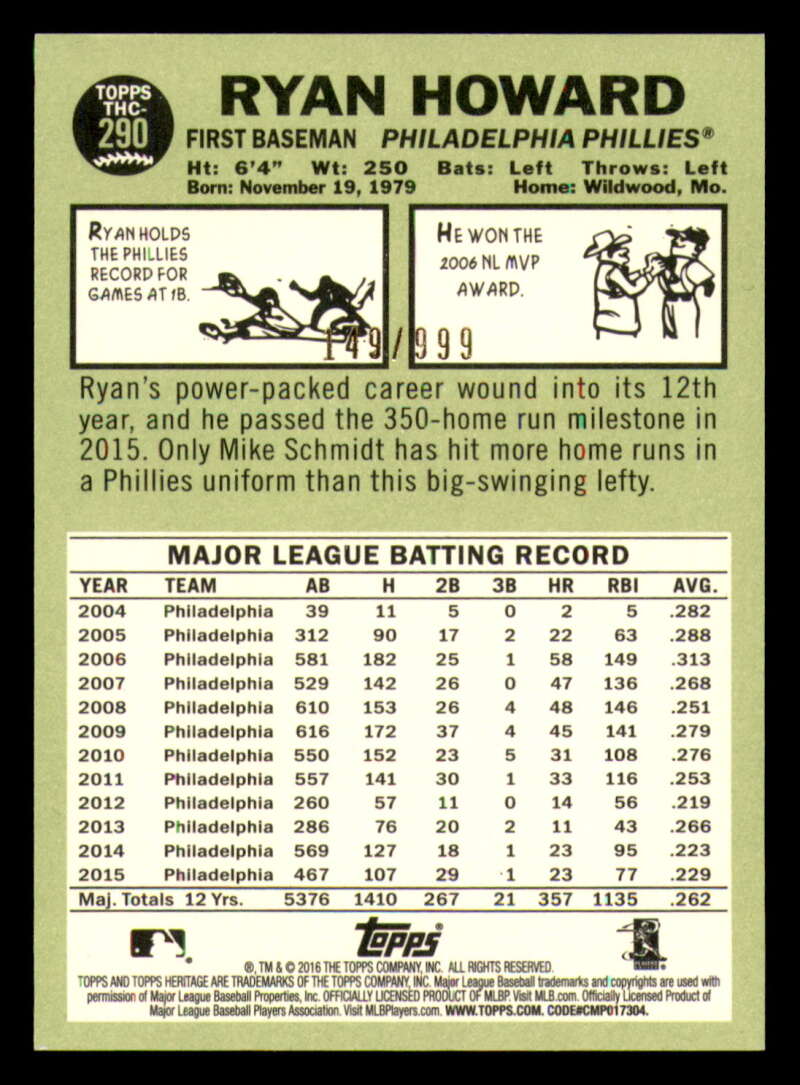 TOPPS
THC-
290
RYAN HOWARD
FIRST BASEMAN PHILADELPHIA PHILLIES®
Ht: 6'4" Wt: 250 Bats: Left Throws: Left
Born: November 19, 1979 Home: Wildwood, Mo.
RYAN HOLDS
THE PHILLIES
RECORD FOR
GAMES AT 1B.
HE WON THE
2006 NL MVP
AWARD.
149/999
Ryan's power-packed career wound into its 12th
year, and he passed the 350-home run milestone in
2015. Only Mike Schmidt has hit more home runs in
a Phillies uniform than this big-swinging lefty.
MAJOR LEAGUE BATTING RECORD
YEAR TEAM AB H 2B 3B HR RBI AVG.
2004 Philadelphia 39 11 5 0 2 5 .282
2005 Philadelphia 312 90 17 2 22 63 .288
2006 Philadelphia 581 182 25 1 58 149 .313
2007 Philadelphia 529 142 26 0 47 136 .268
2008 Philadelphia 610 153 26 4 48 146 .251
2009 Philadelphia 616 172 37 4 45 141 .279
2010 Philadelphia 550 152 23 5 31 108 .276
2011 Philadelphia 557 141 30 1 33 116 .253
2012 Philadelphia 260 57 11 0 14 56 .219
2013 Philadelphia 286 76 20 2 11 43 .266
2014 Philadelphia 569 127 18 1 23 95 .223
2015 Philadelphia 467 107 29 1 23 77 .229
Maj. Totals 12 Yrs. 5376 1410 267 21 357 1135 .262
Topps®
®, TM & © 2016 THE TOPPS COMPANY, INC. ALL RIGHTS RESERVED.
TOPPS AND TOPPS HERITAGE ARE TRADEMARKS OF THE TOPPS COMPANY, INC. Major League Baseball trademarks and copyrights are used with
permission of Major League Baseball Properties, Inc. OFFICIALLY LICENSED PRODUCT OF MLBP. Visit MLB.com. Officially Licensed Product of
Major League Baseball Players Association. Visit MLBPlayers.com. WWW.TOPPS.COM. CODE#CMP017304.